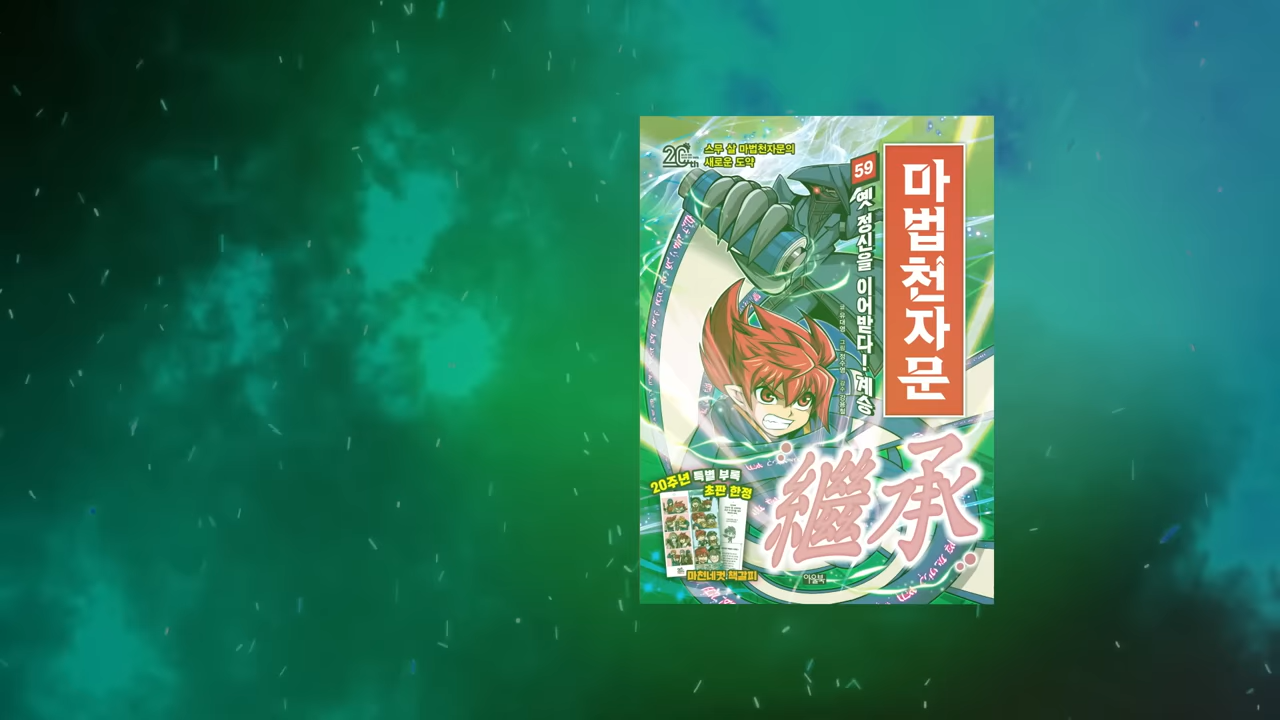 20th
스무 살 마법천자문의
새로운 도약
59
마법천자문
옛 정신을 이어받다! 계승
繼承
20주년 특별 부록
초판 한정
마천네컷 책갈피
아울북